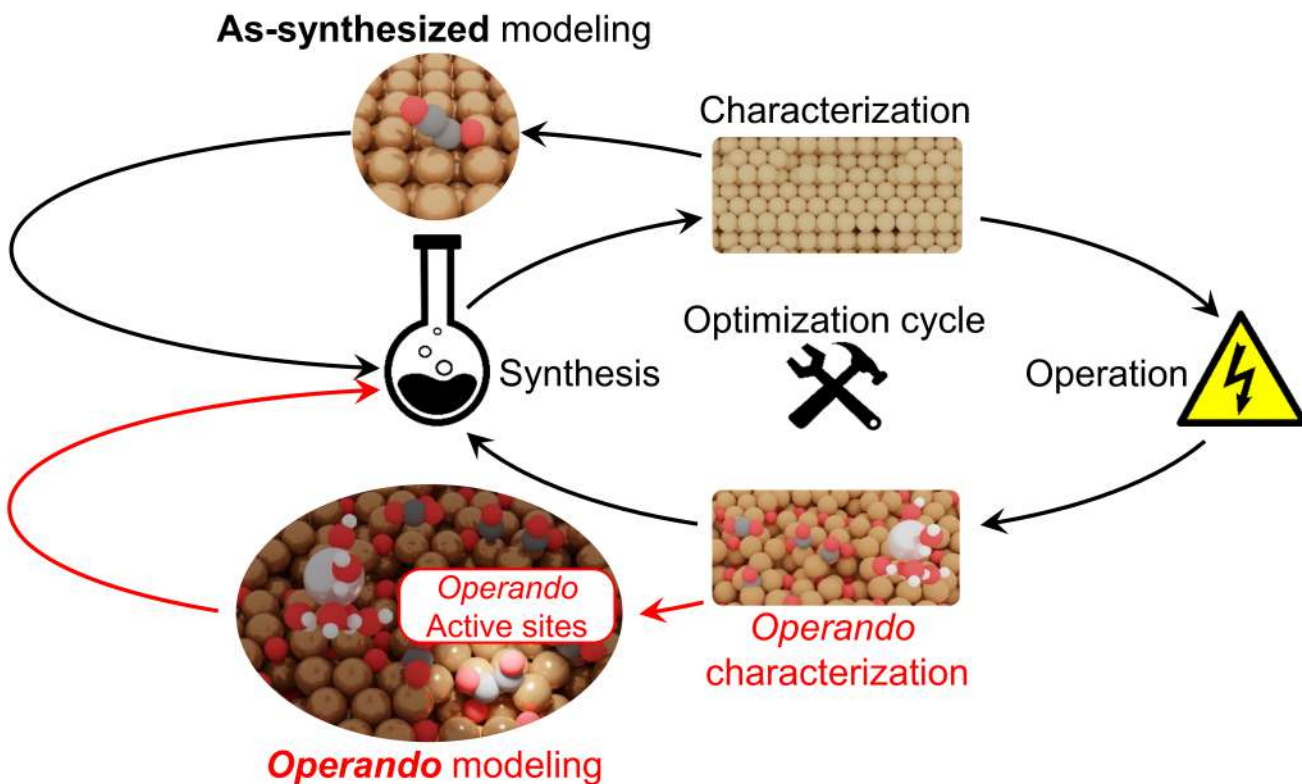 As-synthesized modeling
Characterization
Optimization cycle
Synthesis
Operation
Operando
Active sites
Operando
characterization
Operando modeling